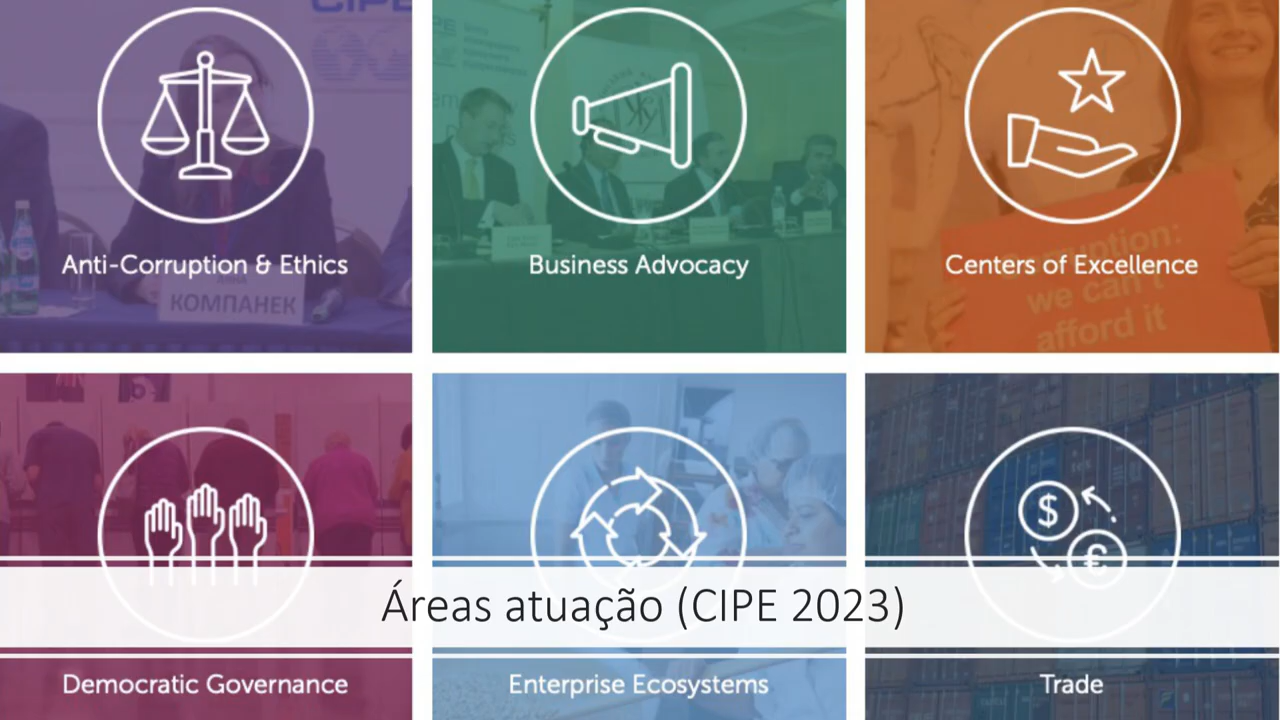 CIPE
Anti-Corruption & Ethics
КОМПАНЕК
Business Advocacy
Centers of Excellence
we can't
afford it
$
€
Áreas atuação (CIPE 2023)
Democratic Governance
Enterprise Ecosystems
Trade